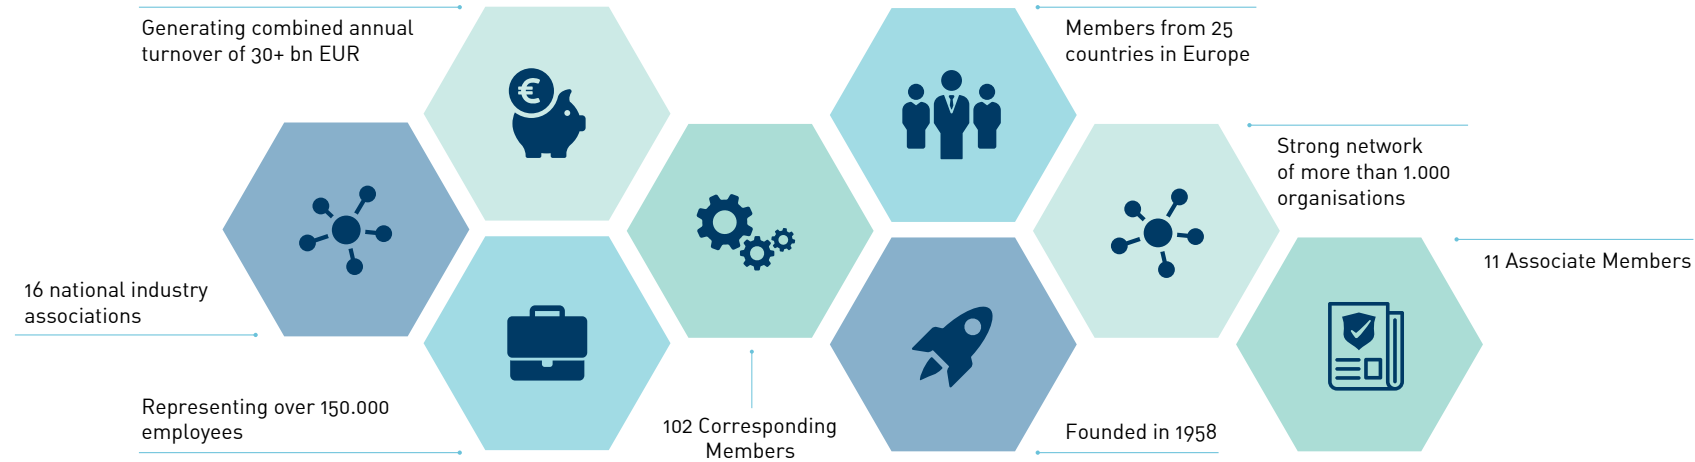 Generating combined annual
turnover of 30+ bn EUR
Members from 25
countries in Europe
Strong network
of more than 1.000
organisations
11 Associate Members
16 national industry
associations
Representing over 150.000
employees
102 Corresponding
Members
Founded in 1958